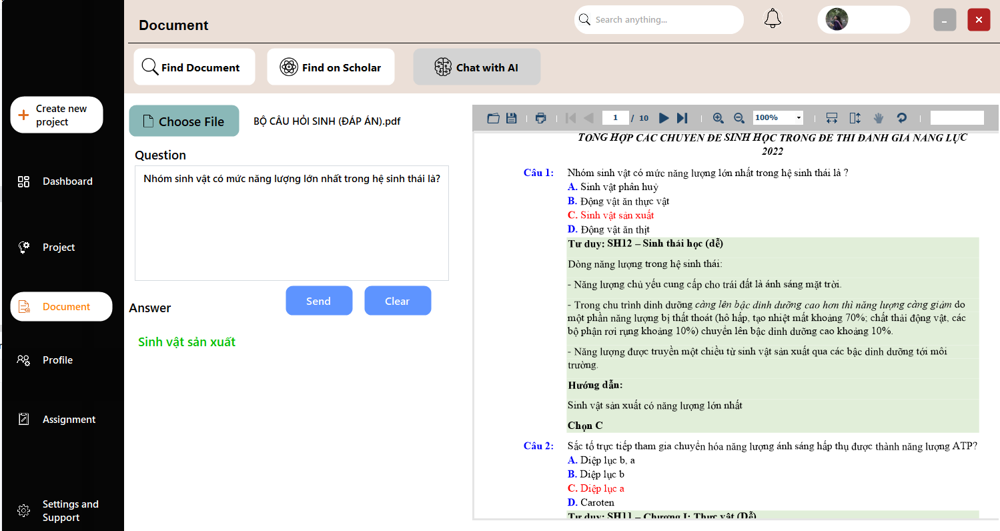 Document
Search anything...
Find Document
Find on Scholar
Chat with AI
Create new
project
Dashboard
Project
Document
Profile
Assignment
Settings and
Support
Choose File
BỘ CÂU HỎI SINH (ĐÁP ÁN).pdf
Question
Nhóm sinh vật có mức năng lượng lớn nhất trong hệ sinh thái là?
Send
Clear
Answer
Sinh vật sản xuất
1 / 10
100%
TỔNG HỢP CÁC CHUYÊN ĐỀ SINH HỌC TRONG ĐỀ THI ĐÁNH GIÁ NĂNG LỰC
2022
Câu 1: Nhóm sinh vật có mức năng lượng lớn nhất trong hệ sinh thái là ?
A. Sinh vật phân huỷ
B. Động vật ăn thực vật
C. Sinh vật sản xuất
D. Động vật ăn thịt
Tư duy: SH12 – Sinh thái học (dễ)
Dòng năng lượng trong hệ sinh thái:
- Năng lượng chủ yếu cung cấp cho trái đất là ánh sáng mặt trời.
- Trong chu trình dinh dưỡng càng lên bậc dinh dưỡng cao hơn thì năng lượng càng giảm do
một phần năng lượng bị thất thoát (hô hấp, tạo nhiệt mất khoảng 70%; chất thải động vật, các
bộ phận rơi rụng khoảng 10%) chuyển lên bậc dinh dưỡng cao khoảng 10%.
- Năng lượng được truyền một chiều từ sinh vật sản xuất qua các bậc dinh dưỡng tới môi
trường.
Hướng dẫn:
Sinh vật sản xuất có năng lượng lớn nhất
Chọn C
Câu 2: Sắc tố trực tiếp tham gia chuyển hóa năng lượng ánh sáng hấp thụ được thành năng lượng ATP?
A. Diệp lục b, a
B. Diệp lục b
C. Diệp lục a
D. Caroten
Tư duy: SH11 – Chương I: Thực vật (Dễ)